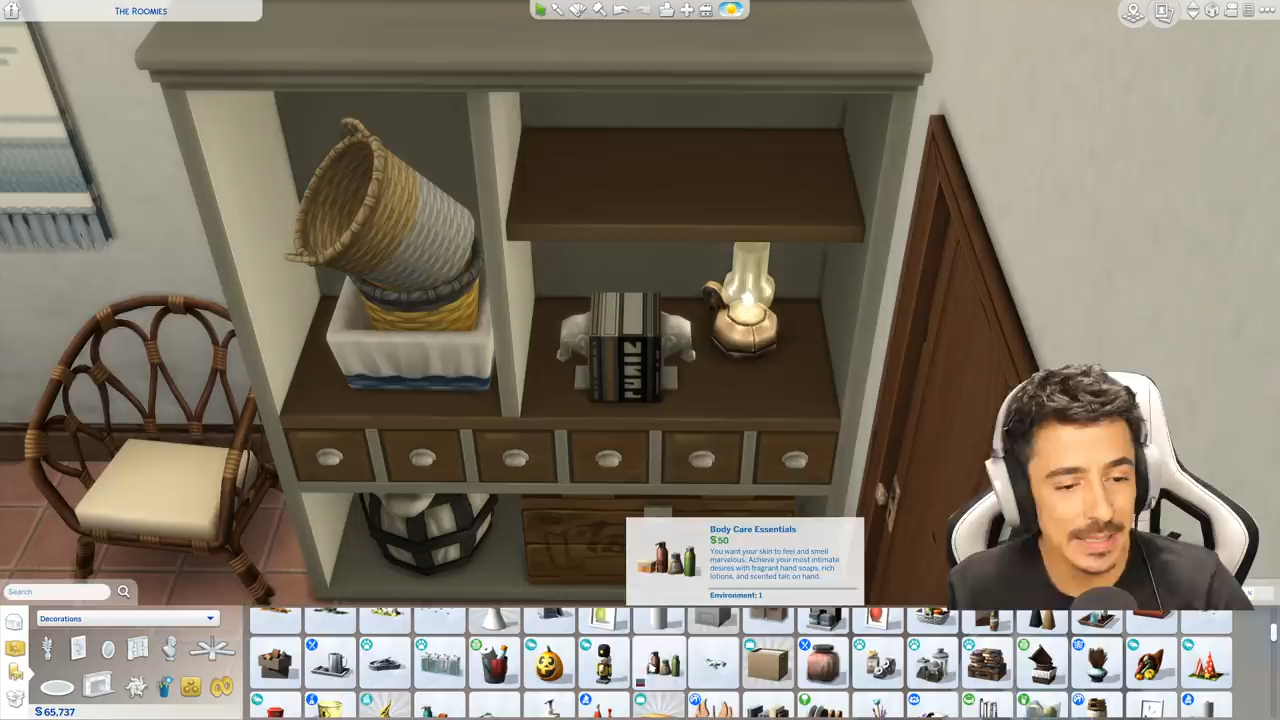 THE ROOMIES
Body Care Essentials
§50
You want your skin to feel and smell
marvelous. Achieve your most intimate
desires with fragrant hand soaps, rich
lotions, and scented talc on hand.
Environment: 1
Search
Decorations
§65,737